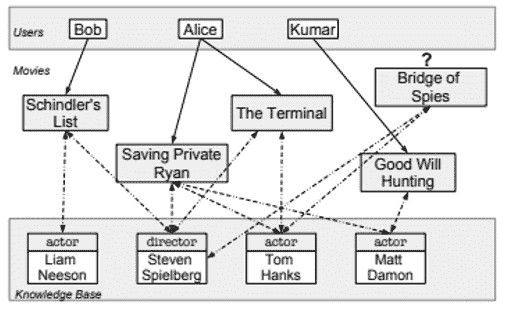 Users
Bob
Alice
Kumar
Movies
?
Bridge of
Spies
Schindler's
List
The Terminal
Saving Private
Ryan
Good Will
Hunting
actor
Liam
Neeson
director
Steven
Spielberg
actor
Tom
Hanks
actor
Matt
Damon
Knowledge Base